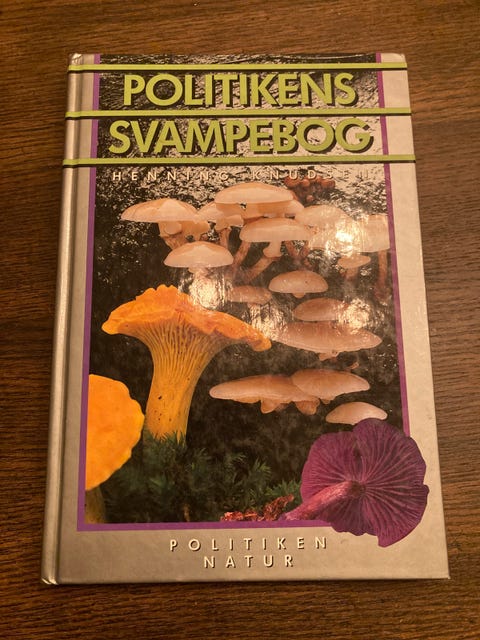 POLITIKENS
SVAMPEBOG
HENNING KNUDSEN
POLITIKEN
NATUR